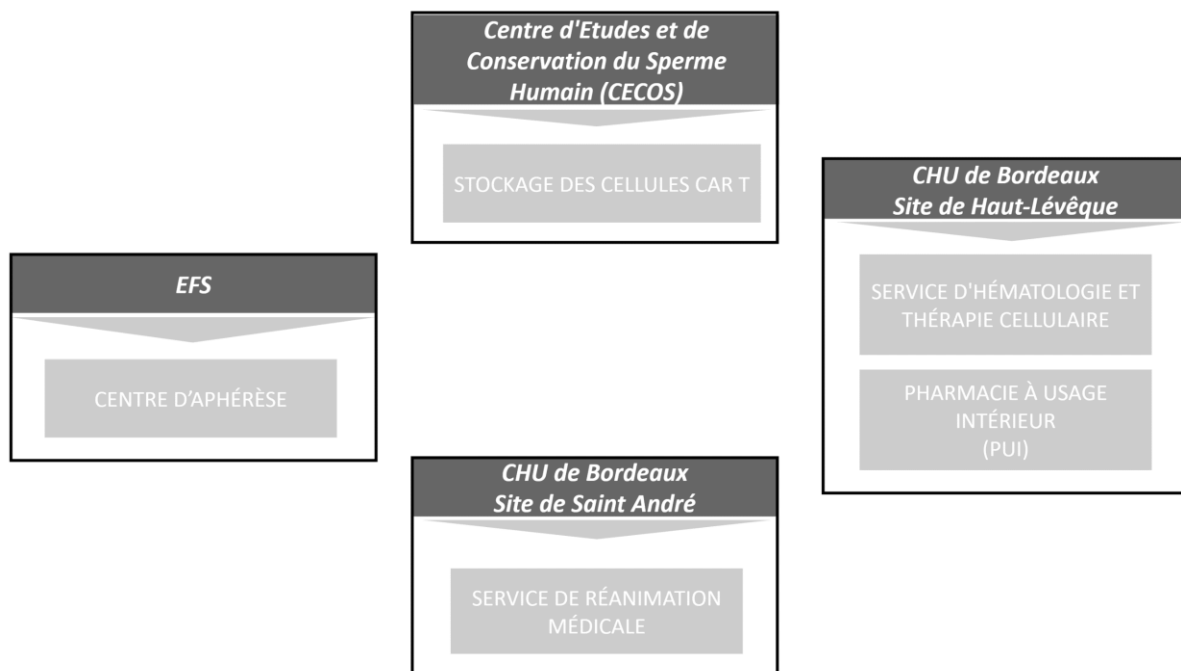 Centre d'Etudes et de
Conservation du Sperme
Humain (CECOS)
STOCKAGE DES CELLULES CAR T
CHU de Bordeaux
Site de Haut-Lévêque
SERVICE D'HÉMATOLOGIE ET
THÉRAPIE CELLULAIRE
PHARMACIE À USAGE
INTÉRIEUR
(PUI)
EFS
CENTRE D’APHÉRÈSE
CHU de Bordeaux
Site de Saint André
SERVICE DE RÉANIMATION
MÉDICALE